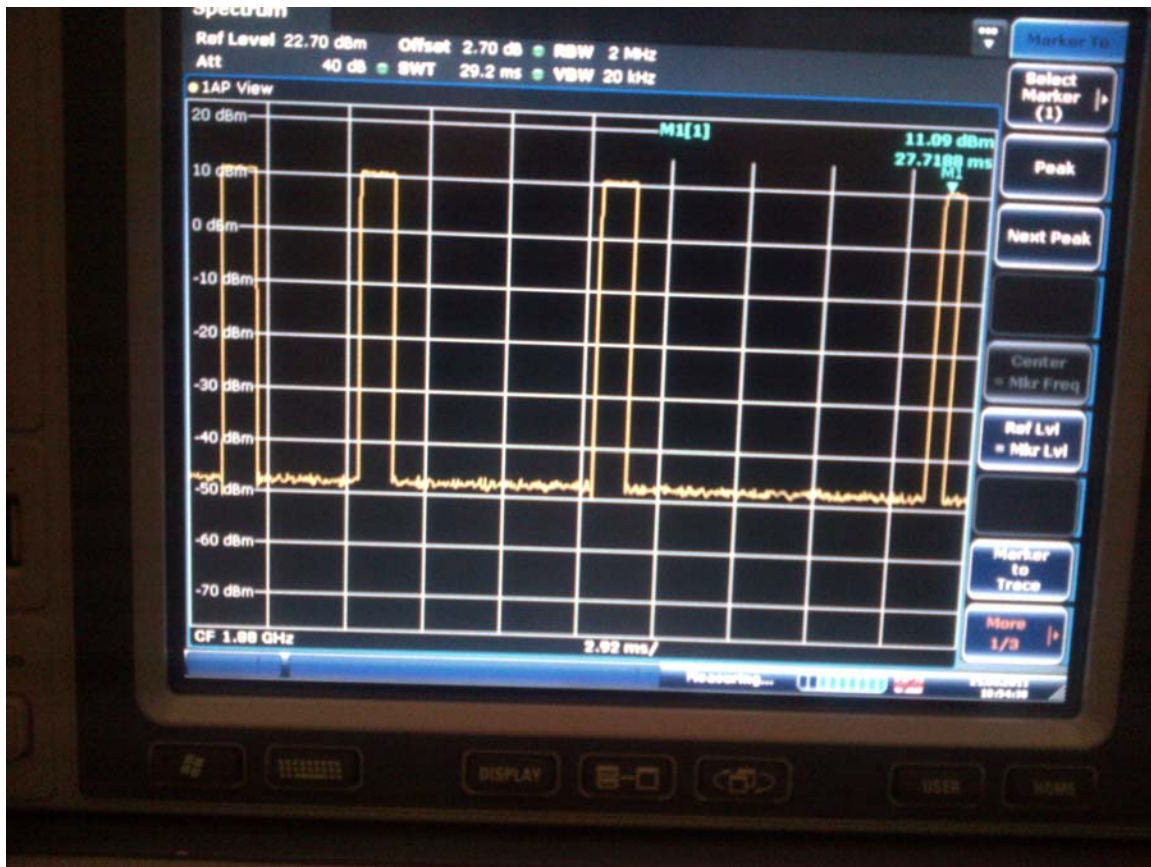 Spectrum
Ref Level 22.70 dBm Offset 2.70 dB RBW 2 MHz
Att 40 dB SWT 29.2 ms VBW 20 kHz
1AP View
20 dBm
M1[1] 11.09 dBm
27.7188 ms
M1
10 dBm
0 dBm
-10 dBm
-20 dBm
-30 dBm
-40 dBm
-50 dBm
-60 dBm
-70 dBm
CF 1.88 GHz 2.92 ms/
Measuring...
Marker To
Select
Marker
(1)
Peak
Next Peak
Center
= Mkr Freq
Ref Lvl
= Mkr Lvl
Marker
to
Trace
More
1/3
DISPLAY
USER
HOME